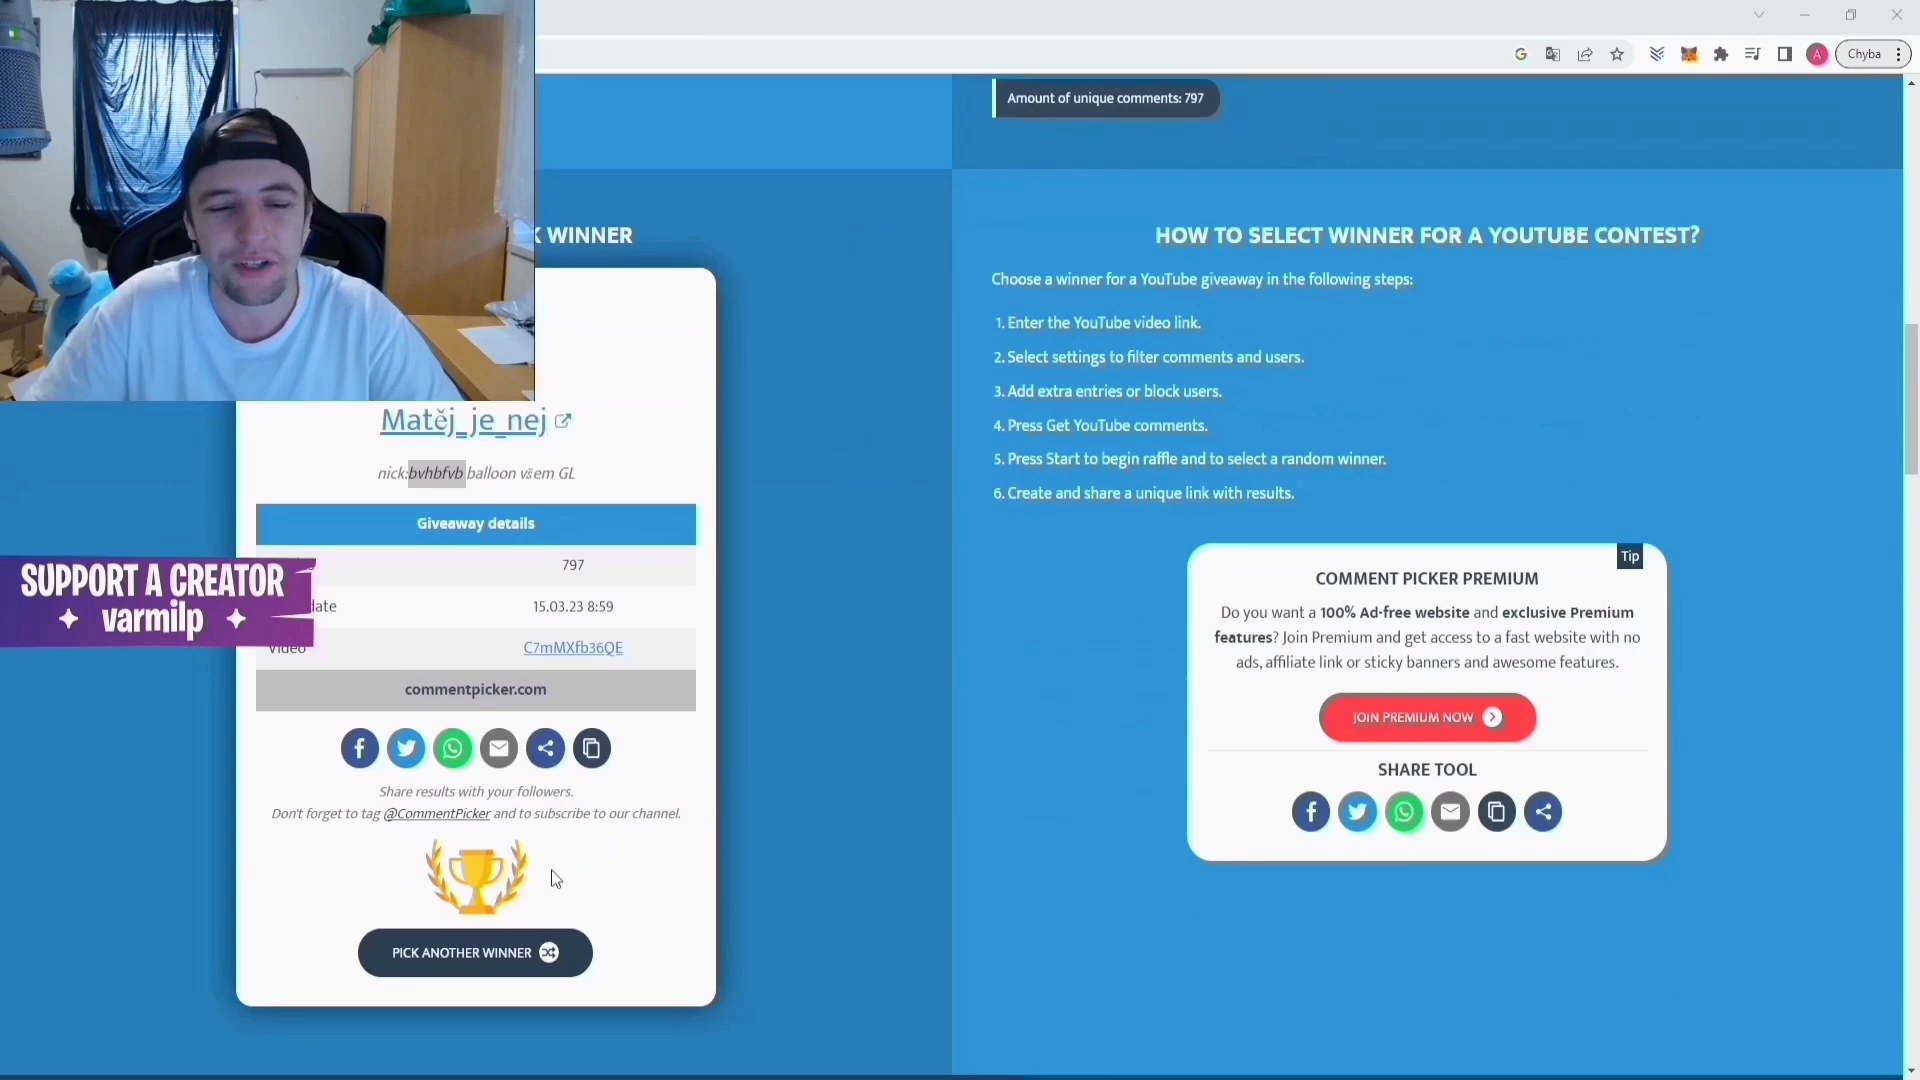 Chyba
Amount of unique comments: 797
K WINNER
Matěj_je_nej
nick:bvhbfvb balloon všem GL
Giveaway details
797
date
15.03.23 8:59
Video
C7mMXfb36QE
commentpicker.com
Share results with your followers.
Don't forget to tag @CommentPicker and to subscribe to our channel.
PICK ANOTHER WINNER
SUPPORT A CREATOR
varmilp
HOW TO SELECT WINNER FOR A YOUTUBE CONTEST?
Choose a winner for a YouTube giveaway in the following steps:
1. Enter the YouTube video link.
2. Select settings to filter comments and users.
3. Add extra entries or block users.
4. Press Get YouTube comments.
5. Press Start to begin raffle and to select a random winner.
6. Create and share a unique link with results.
Tip
COMMENT PICKER PREMIUM
Do you want a 100% Ad-free website and exclusive Premium
features? Join Premium and get access to a fast website with no
ads, affiliate link or sticky banners and awesome features.
JOIN PREMIUM NOW
SHARE TOOL